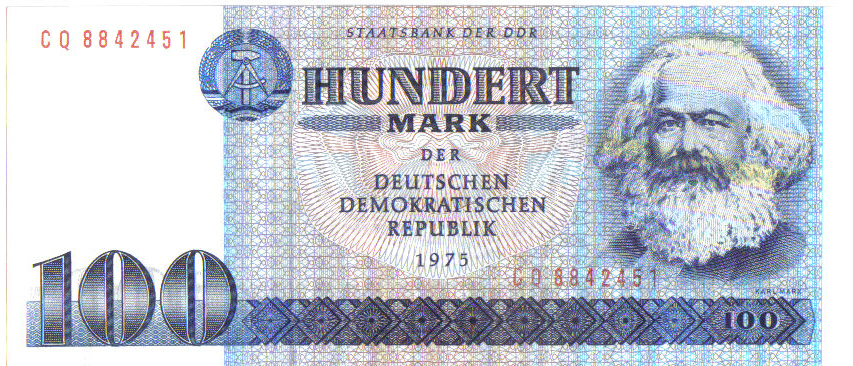 CQ 8842451
STAATSBANK DER DDR
HUNDERT
MARK
DER
DEUTSCHEN
DEMOKRATISCHEN
REPUBLIK
1975
CQ 8842451
KARL MARX
100
100